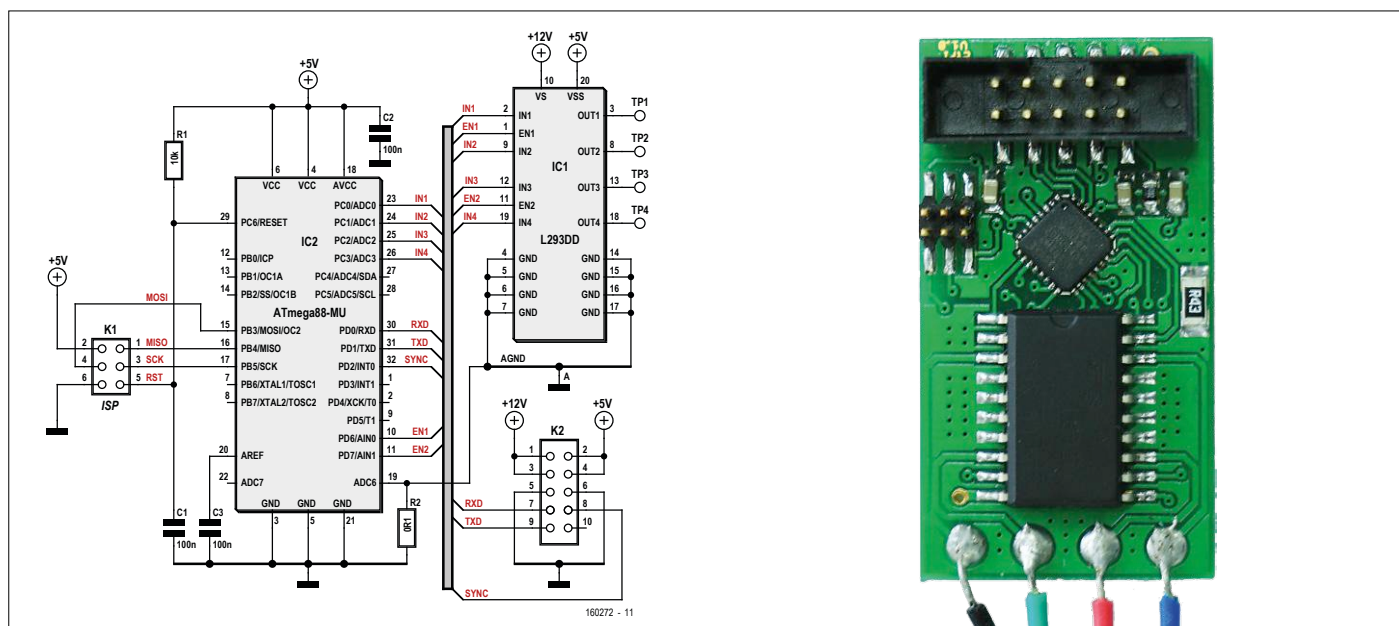 +5V
R1
10k
C2
100n
6
4
18
VCC
VCC
AVCC
29
PC6/RESET
IC2
12
PB0/ICP
13
PB1/OC1A
14
PB2/SS/OC1B
ATmega88-MU
15
PB3/MOSI/OC2
16
PB4/MISO
17
PB5/SCK
7
PB6/XTAL1/TOSC1
8
PB7/XTAL2/TOSC2
20
AREF
22
ADC7
GND
GND
GND
3
5
21
PC0/ADC0
23
IN1
PC1/ADC1
24
IN2
PC2/ADC2
25
IN3
PC3/ADC3
26
IN4
PC4/ADC4/SDA
27
PC5/ADC5/SCL
28
PD0/RXD
30
RXD
PD1/TXD
31
TXD
PD2/INT0
32
SYNC
PD3/INT1
1
PD4/XCK/T0
2
PD5/T1
9
PD6/AIN0
10
EN1
PD7/AIN1
11
EN2
ADC6
19
+5V
MOSI
K1
2
1
MISO
4
3
SCK
6
5
RST
ISP
C1
100n
C3
100n
R2
0R1
+12V
+5V
10
20
VS
VSS
IN1
2
IN1
EN1
1
EN1
IN2
9
IN2
IC1
IN3
12
IN3
EN2
11
EN2
IN4
19
IN4
L293DD
OUT1
3
TP1
OUT2
8
TP2
OUT3
13
TP3
OUT4
18
TP4
4
GND
GND
14
5
GND
GND
15
6
GND
GND
16
7
GND
GND
17
AGND
A
+12V
+5V
K2
1
2
3
4
5
6
RXD
7
8
TXD
9
10
SYNC
160272 - 11
R43